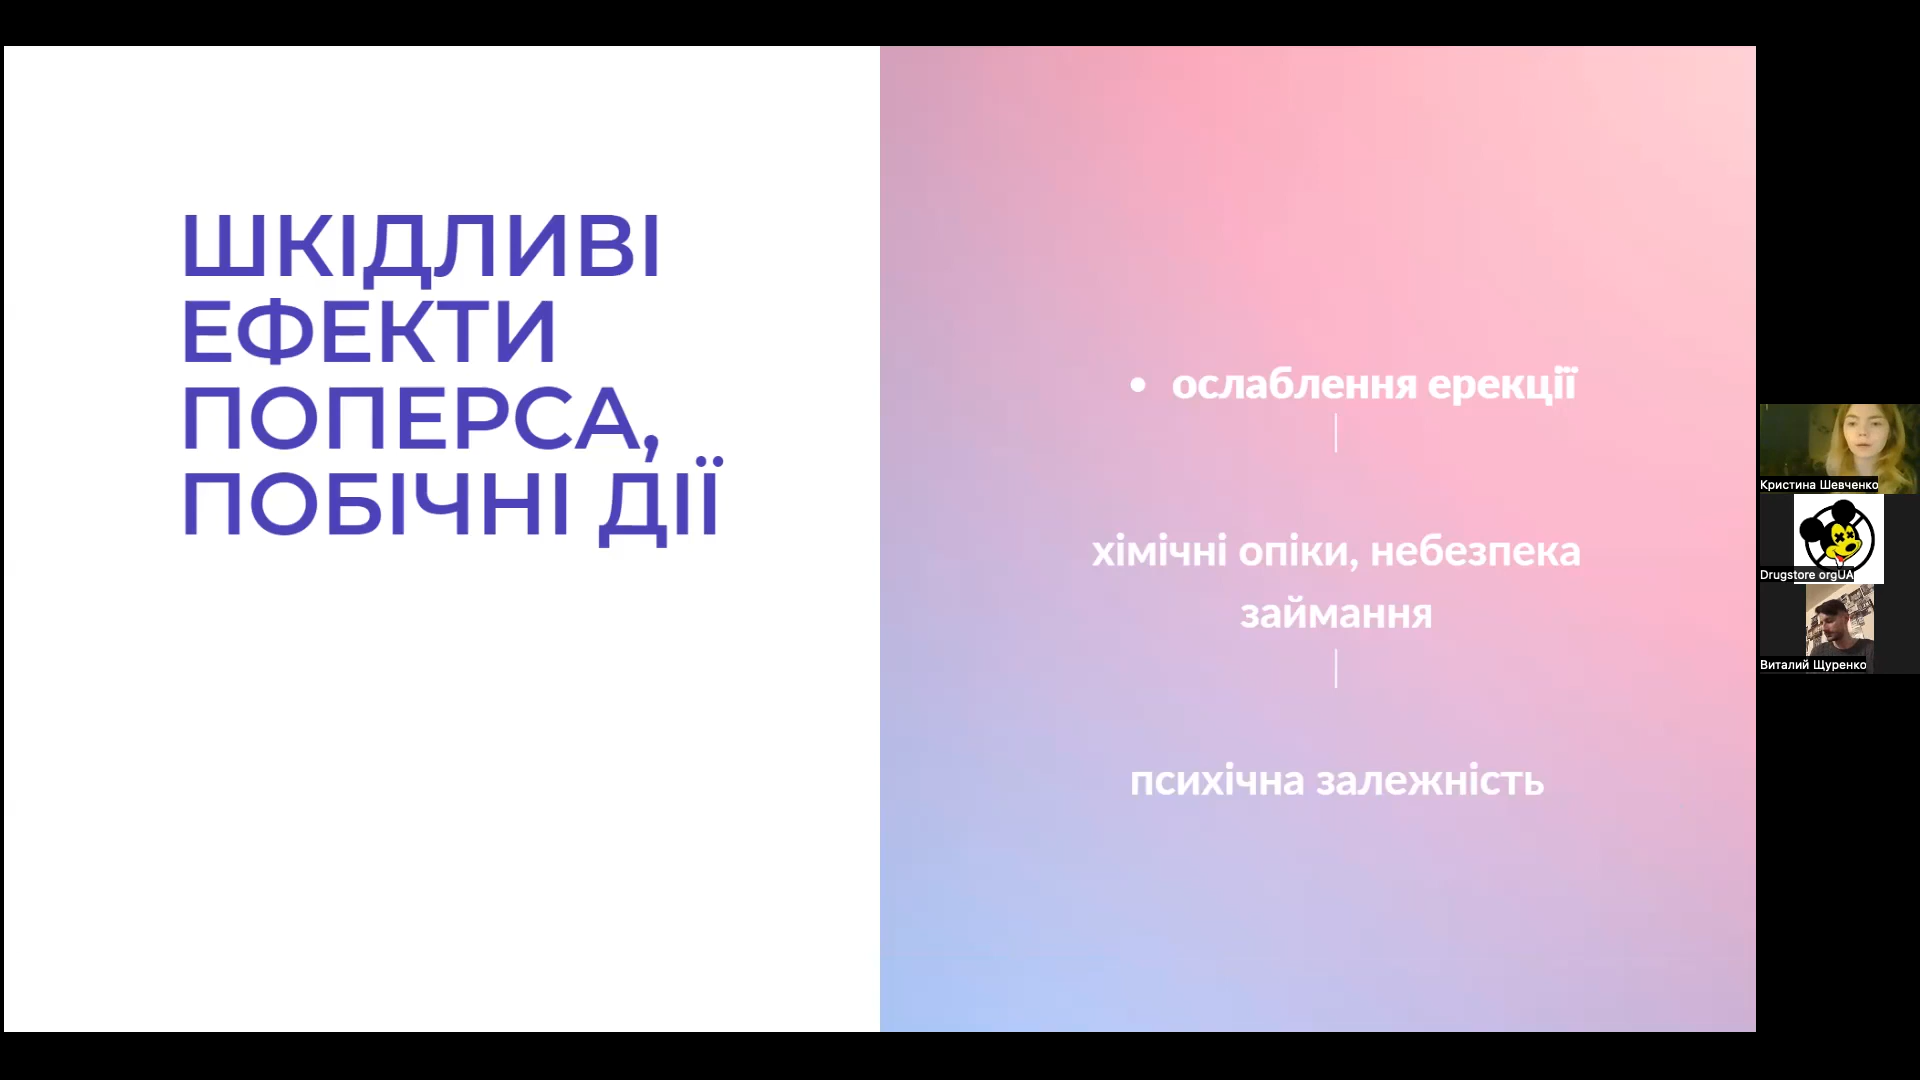 ШКІДЛИВІ
ЕФЕКТИ
ПОПЕРСА,
ПОБІЧНІ ДІЇ
• ослаблення ерекції
хімічні опіки, небезпека
займання
психічна залежність
Кристина Шевченко
Drugstore orgUA
Виталий Щуренко